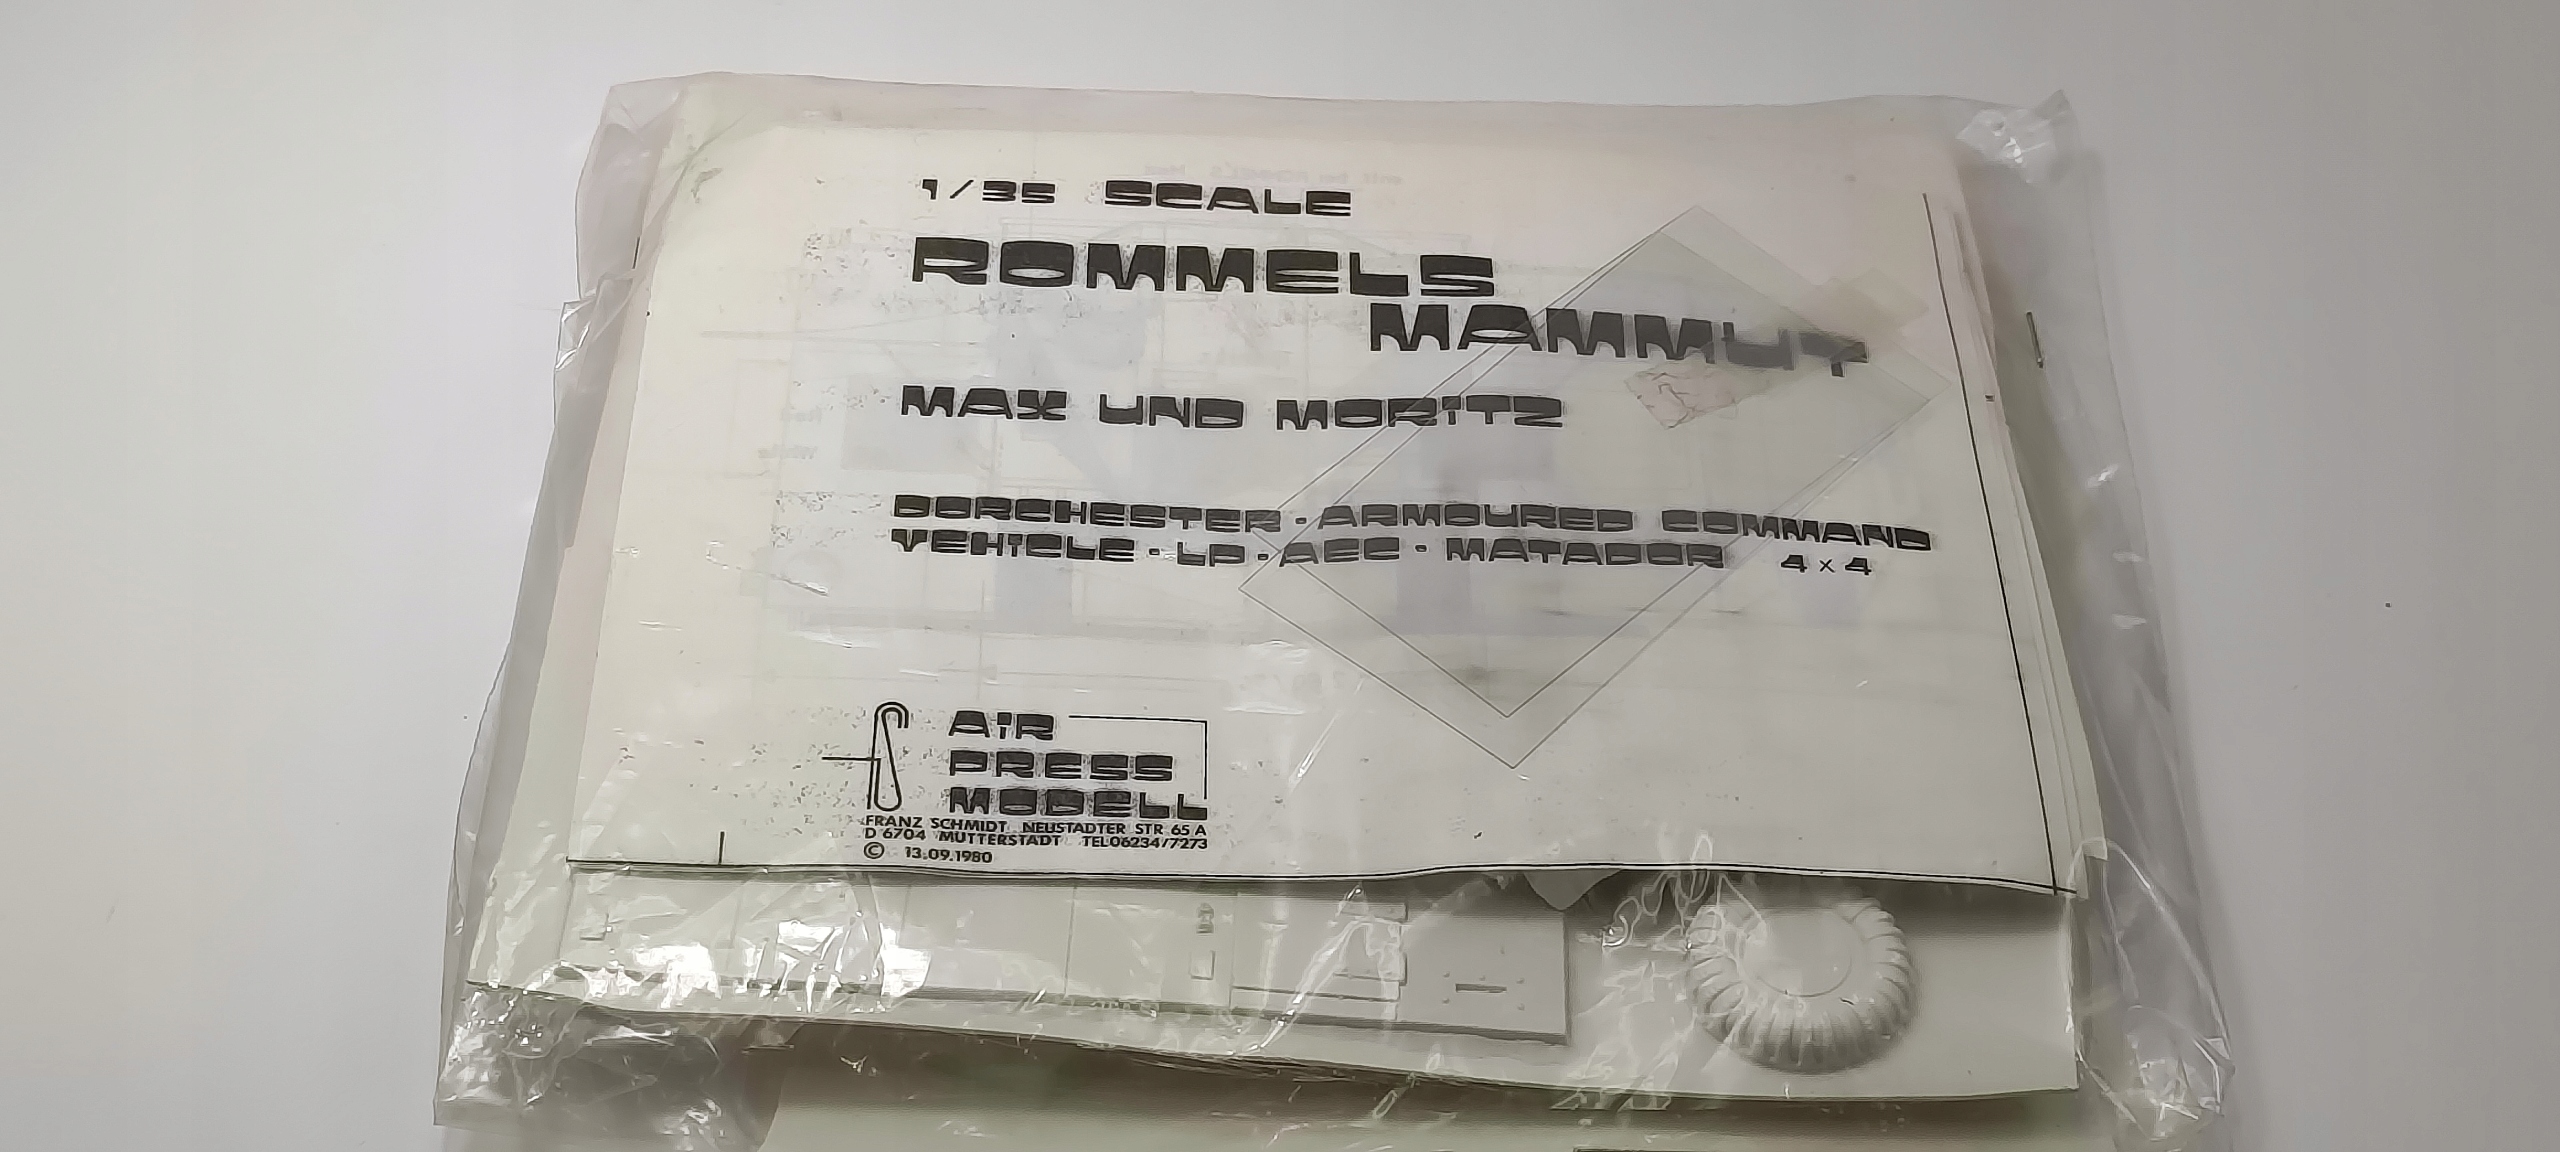 1/35 SCALE
ROMMELS
MAMMUT
MAX UND MORITZ
DORCHESTER · ARMOURED COMMAND
VEHICLE · LP · AEC · MATADOR 4×4
AIR
PRESS
MODELL
FRANZ SCHMIDT NEUSTADTER STR 65 A
D 6704 MUTTERSTADT TEL 06234/7273
© 13.09.1980